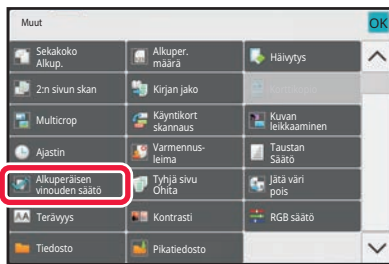 Muut
OK
Sekakoko
Alkup.
Alkuper.
määrä
Häivytys
2:n sivun skan
Kirjan jako
Multicrop
Käyntikort
skannaus
Kuvan
leikkaaminen
Ajastin
Varmennus-
leima
Taustan
Säätö
Alkuperäisen
vinouden säätö
Tyhjä sivu
Ohita
Jätä väri
pois
AA Terävyys
Kontrasti
RGB säätö
Tiedosto
Pikatiedosto